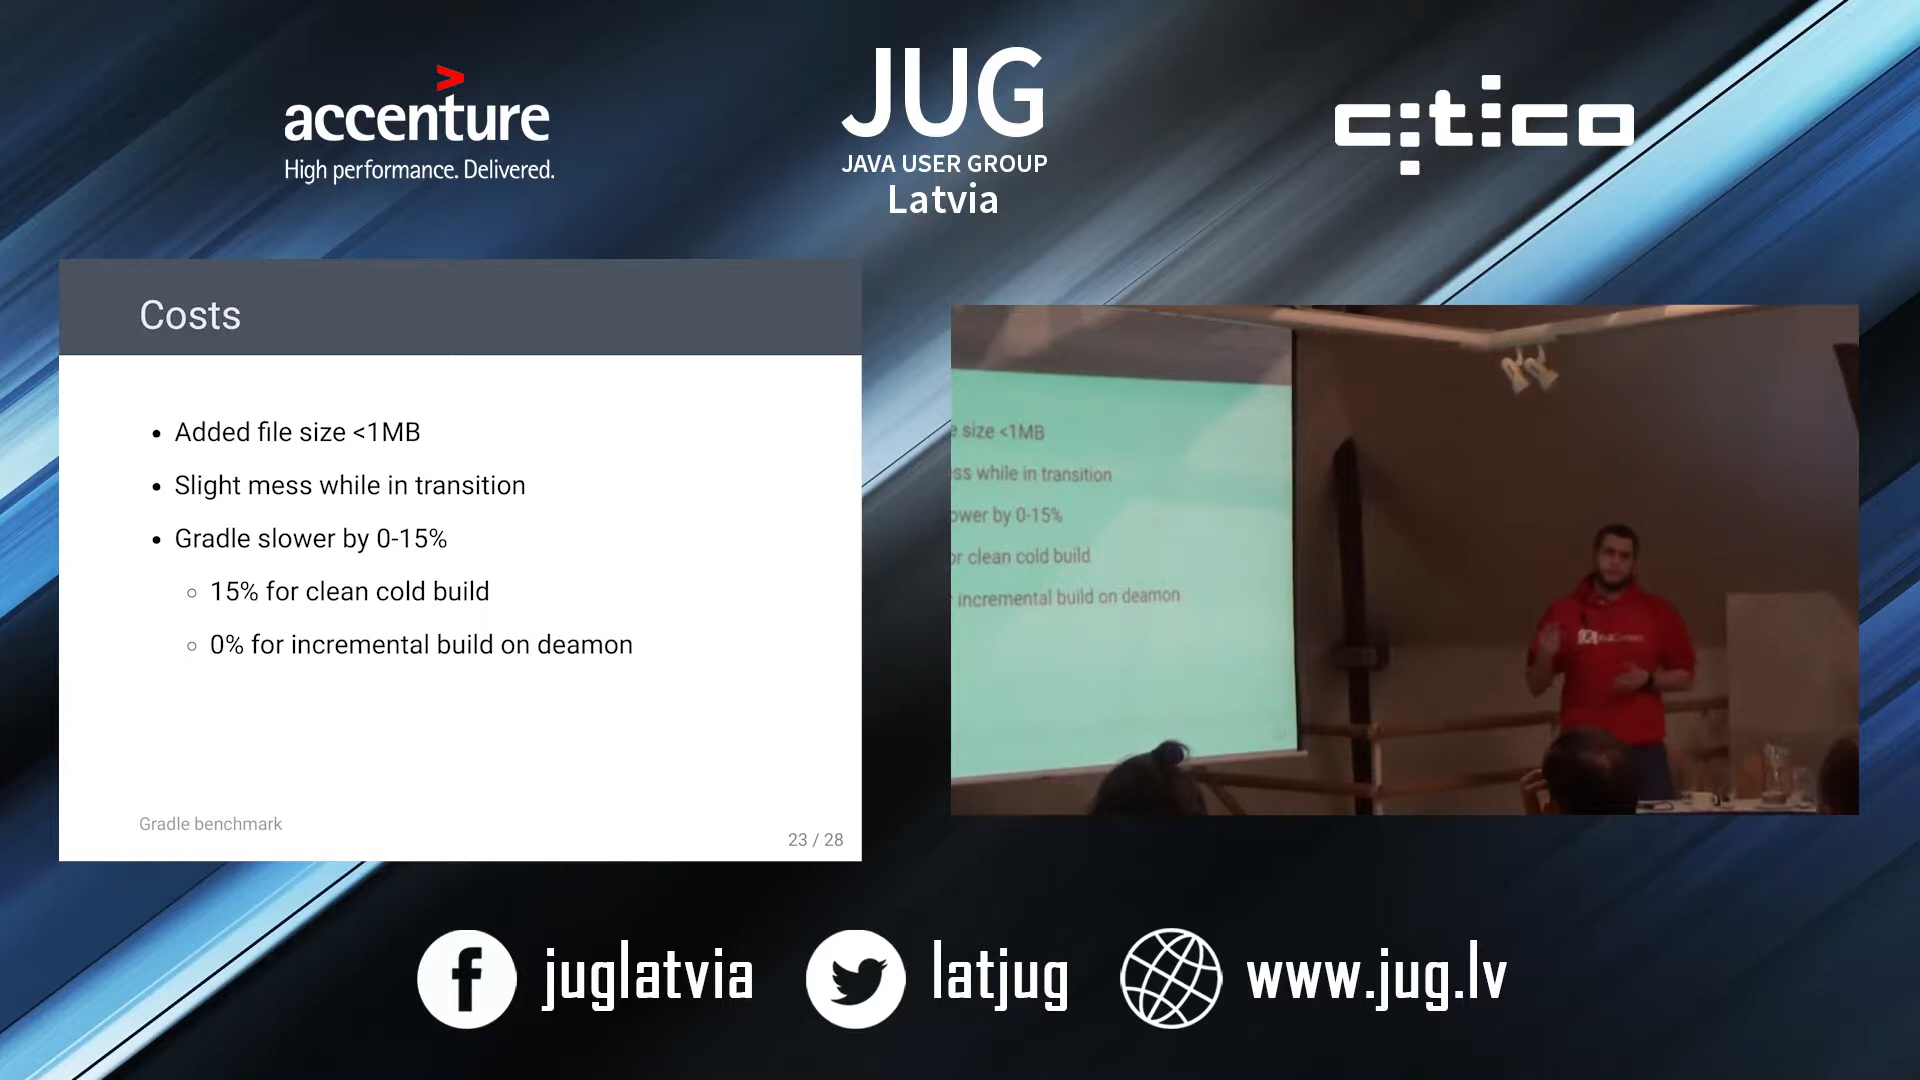 accenture
High performance. Delivered.
JUG
JAVA USER GROUP
Latvia
c:t:co
Costs
Added file size <1MB
Slight mess while in transition
Gradle slower by 0-15%
15% for clean cold build
0% for incremental build on deamon
Gradle benchmark
23 / 28
size <1MB
ss while in transition
ower by 0-15%
or clean cold build
incremental build on deamon
juglatvia
latjug
www.jug.lv